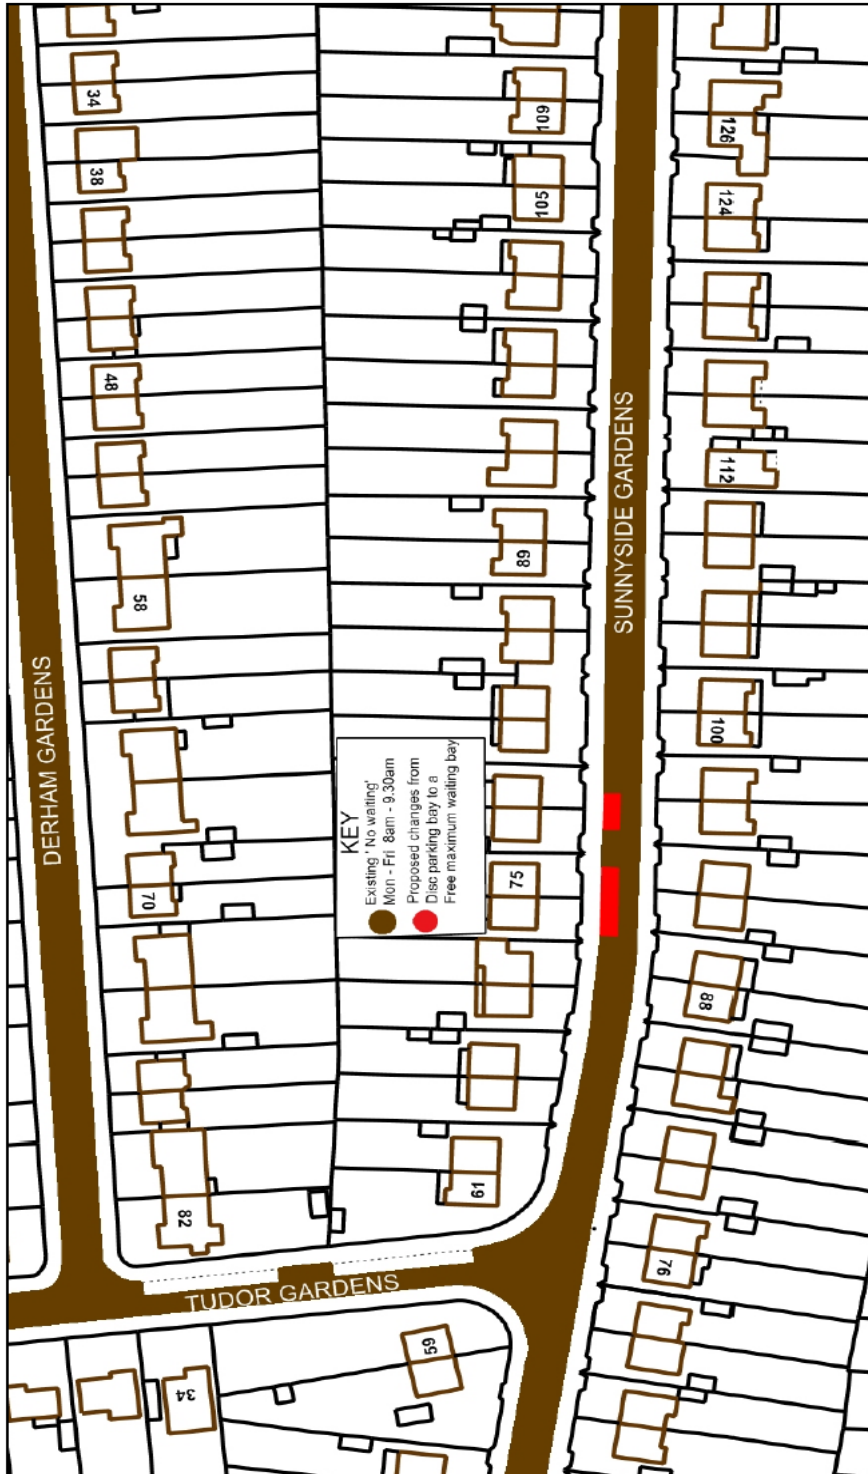 34
38
48
58
70
82
DERHAM GARDENS
109
105
89
75
61
SUNNYSIDE GARDENS
126
124
112
100
88
76
KEY
Existing ' No waiting'
Mon - Fri 8am - 9.30am
Proposed changes from
Disc parking bay to a
Free maximum waiting bay
TUDOR GARDENS
34